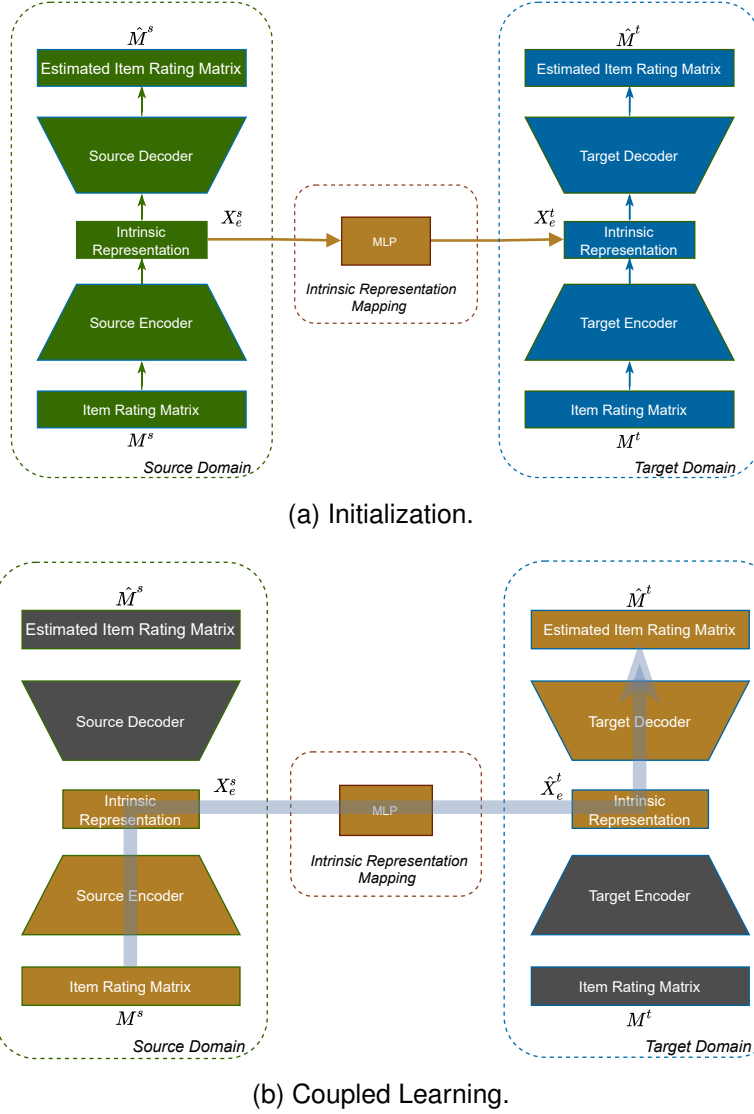 M̂^s
M̂^t
Estimated Item Rating Matrix
Estimated Item Rating Matrix
Source Decoder
Target Decoder
Intrinsic
Representation
X_e^s
MLP
X_e^t
Intrinsic
Representation
Intrinsic Representation
Mapping
Source Encoder
Target Encoder
Item Rating Matrix
Item Rating Matrix
M^s
M^t
Source Domain
Target Domain
(a) Initialization.
M̂^s
M̂^t
Estimated Item Rating Matrix
Estimated Item Rating Matrix
Source Decoder
Target Decoder
Intrinsic
Representation
X_e^s
MLP
X̂_e^t
Intrinsic
Representation
Intrinsic Representation
Mapping
Source Encoder
Target Encoder
Item Rating Matrix
Item Rating Matrix
M^s
M^t
Source Domain
Target Domain
(b) Coupled Learning.